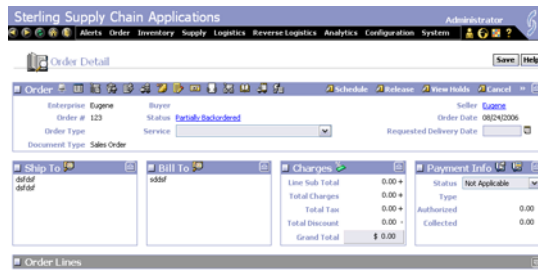 Sterling Supply Chain Applications
Administrator
Alerts Order Inventory Supply Logistics Reverse Logistics Analytics Configuration System ?
Order Detail
Save Help
Order
Schedule Release View Holds Cancel
Enterprise Eugene Buyer Seller Eugene
Order # 123 Status Partially Backordered Order Date 08/24/2006
Order Type Service Requested Delivery Date
Document Type Sales Order
Ship To Bill To Charges Payment Info
dsfdsf
dsfdsf
sddsf
Line Sub Total 0.00 +
Total Charges 0.00 +
Total Tax 0.00 +
Total Discount 0.00 -
Grand Total $ 0.00
Status Not Applicable
Type
Authorized 0.00
Collected 0.00
Order Lines